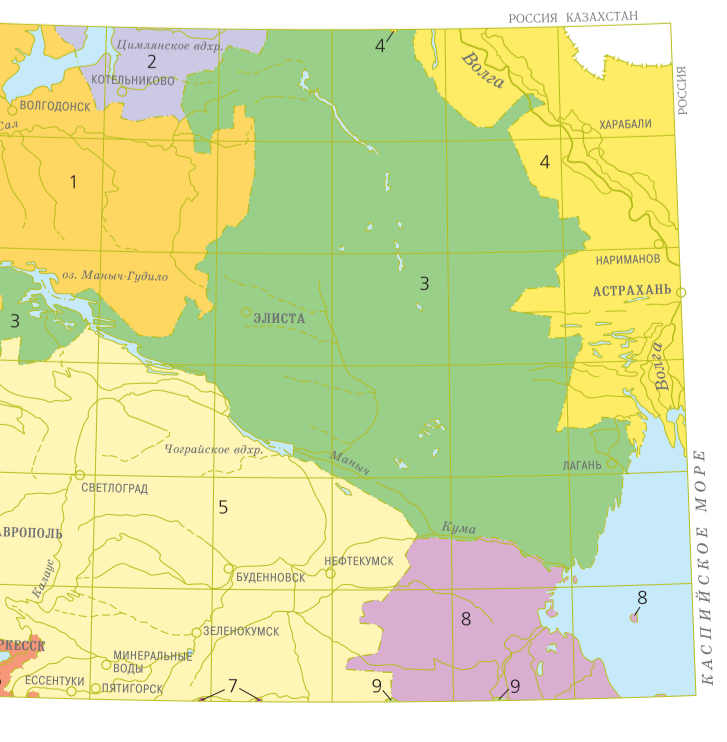 РОССИЯ КАЗАХСТАН
РОССИЯ
4
Волга
Цимлянское вдхр.
2
КОТЕЛЬНИКОВО
ВОЛГОДОНСК
Сал
ХАРАБАЛИ
4
1
НАРИМАНОВ
оз. Маныч-Гудило
3
АСТРАХАНЬ
3
ЭЛИСТА
Волга
Чограйское вдхр.
Маныч
ЛАГАНЬ
СВЕТЛОГРАД
5
КАСПИЙСКОЕ МОРЕ
АВРОПОЛЬ
Кума
Калаус
НЕФТЕКУМСК
БУДЕННОВСК
8
8
ЗЕЛЕНОКУМСК
РКЕССК
МИНЕРАЛЬНЫЕ
ВОДЫ
ЕССЕНТУКИ
ПЯТИГОРСК
7
9
9